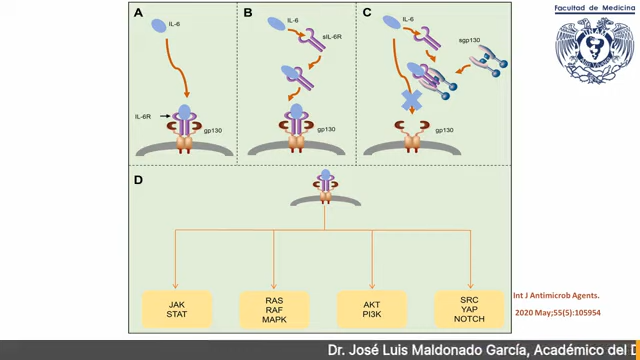 Facultad de Medicina
A
IL-6
IL-6R
gp130
B
IL-6
sIL-6R
gp130
C
IL-6
sgp130
gp130
D
JAK
STAT
RAS
RAF
MAPK
AKT
PI3K
SRC
YAP
NOTCH
Int J Antimicrob Agents.
2020 May;55(5):105954
Dr. José Luis Maldonado García, Académico del D